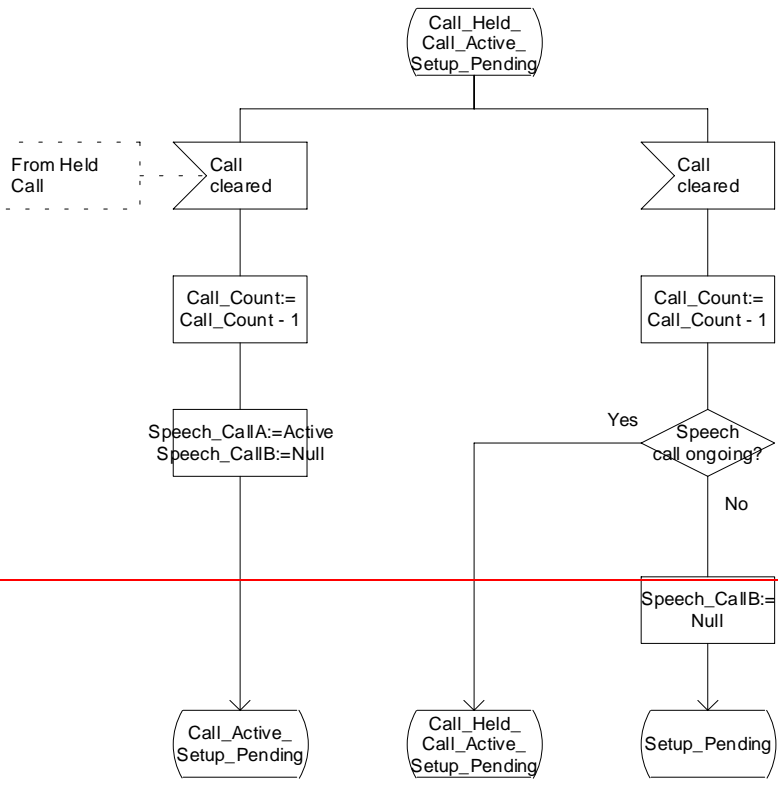 Call_Held_
Call_Active_
Setup_Pending
From Held
Call
Call
cleared
Call
cleared
Call_Count:=
Call_Count - 1
Call_Count:=
Call_Count - 1
Speech_CallA:=Active
Speech_CallB:=Null
Yes
Speech
call ongoing?
No
Speech_CallB:=
Null
Call_Active_
Setup_Pending
Call_Held_
Call_Active_
Setup_Pending
Setup_Pending